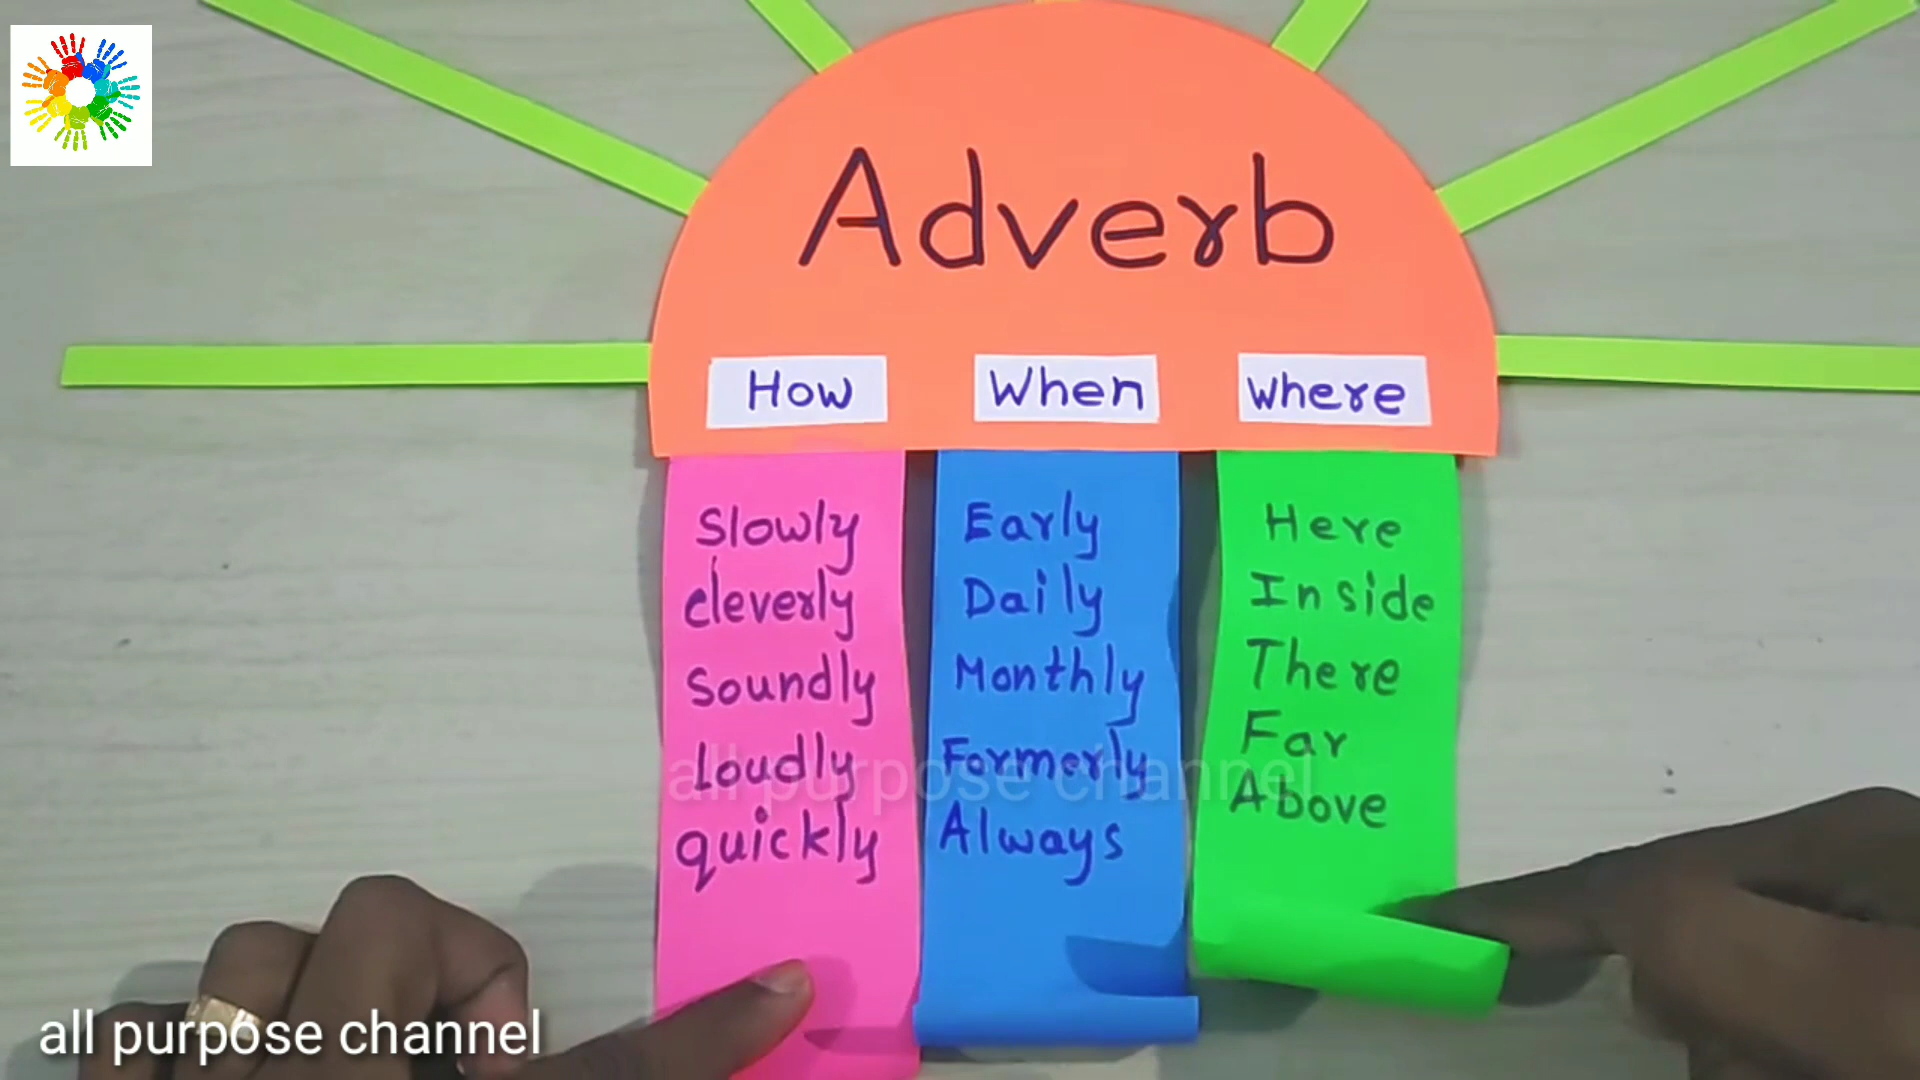 Adverb
How
When
Where
Slowly
cleverly
Soundly
Loudly
quickly
Early
Daily
Monthly
Formerly
Always
Here
Inside
There
Far
Above
all purpose channel
all purpose channel